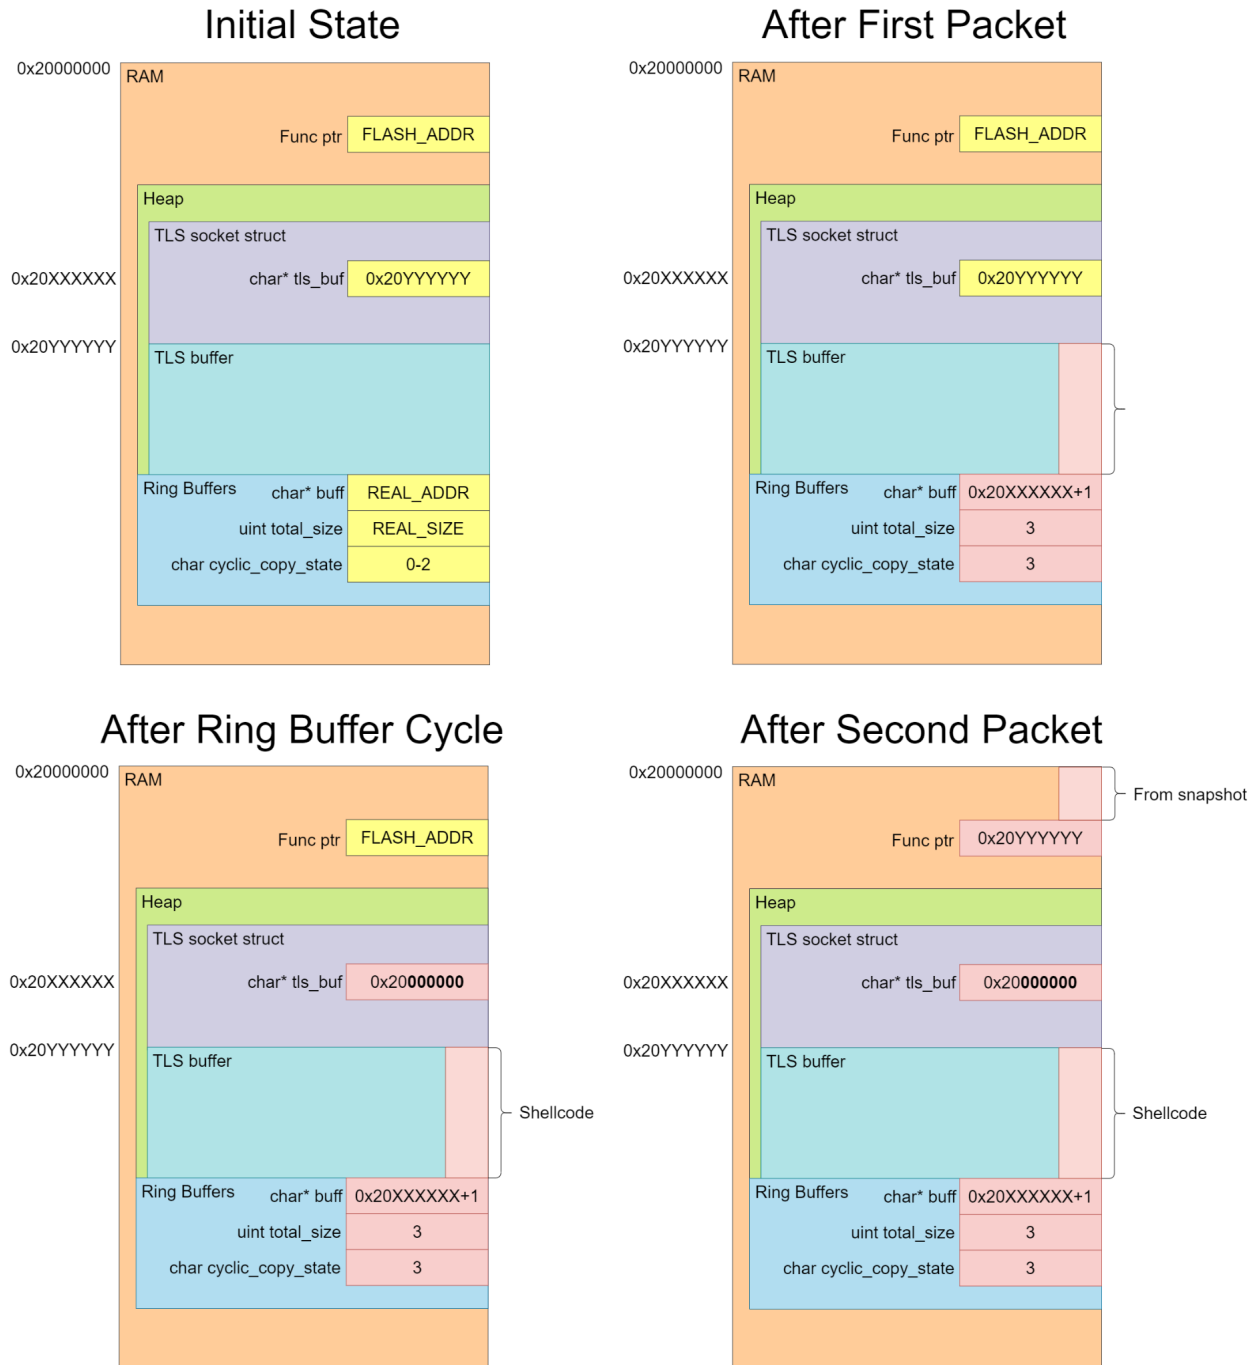 Initial State
0x20000000
RAM
Func ptr FLASH_ADDR
Heap
TLS socket struct
0x20XXXXXX char* tls_buf 0x20YYYYYY
0x20YYYYYY
TLS buffer
Ring Buffers char* buff REAL_ADDR
uint total_size REAL_SIZE
char cyclic_copy_state 0-2
After First Packet
0x20000000
RAM
Func ptr FLASH_ADDR
Heap
TLS socket struct
0x20XXXXXX char* tls_buf 0x20YYYYYY
0x20YYYYYY
TLS buffer
Ring Buffers char* buff 0x20XXXXXX+1
uint total_size 3
char cyclic_copy_state 3
After Ring Buffer Cycle
0x20000000
RAM
Func ptr FLASH_ADDR
Heap
TLS socket struct
0x20XXXXXX char* tls_buf 0x20000000
0x20YYYYYY
TLS buffer
Shellcode
Ring Buffers char* buff 0x20XXXXXX+1
uint total_size 3
char cyclic_copy_state 3
After Second Packet
0x20000000
RAM
From snapshot
Func ptr 0x20YYYYYY
Heap
TLS socket struct
0x20XXXXXX char* tls_buf 0x20000000
0x20YYYYYY
TLS buffer
Shellcode
Ring Buffers char* buff 0x20XXXXXX+1
uint total_size 3
char cyclic_copy_state 3